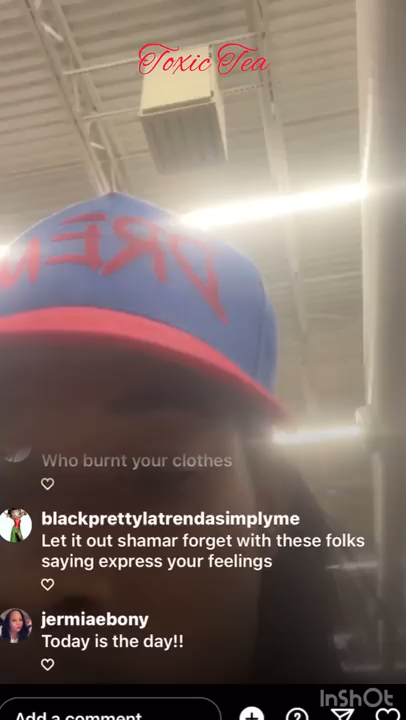 Toxic Tea
DREW
Who burnt your clothes
blackprettylatrendasimplyme
Let it out shamar forget with these folks
saying express your feelings
jermiaebony
Today is the day!!
Add a comment
InShOt